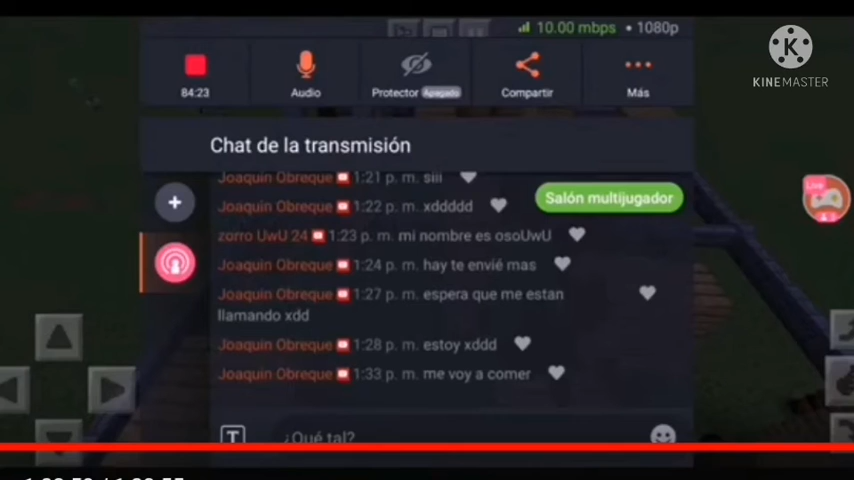 10.00 mbps • 1080p
K
KINEMASTER
84:23
Audio
Protector Apagado
Compartir
Más
Chat de la transmisión
Salón multijugador
Joaquin Obreque 1:21 p. m. siii
Joaquin Obreque 1:22 p. m. xddddd
zorro UwU 24 1:23 p. m. mi nombre es osoUwU
Joaquin Obreque 1:24 p. m. hay te envié mas
Joaquin Obreque 1:27 p. m. espera que me estan
llamando xdd
Joaquin Obreque 1:28 p. m. estoy xddd
Joaquin Obreque 1:33 p. m. me voy a comer
Live
T ¿Qué tal?